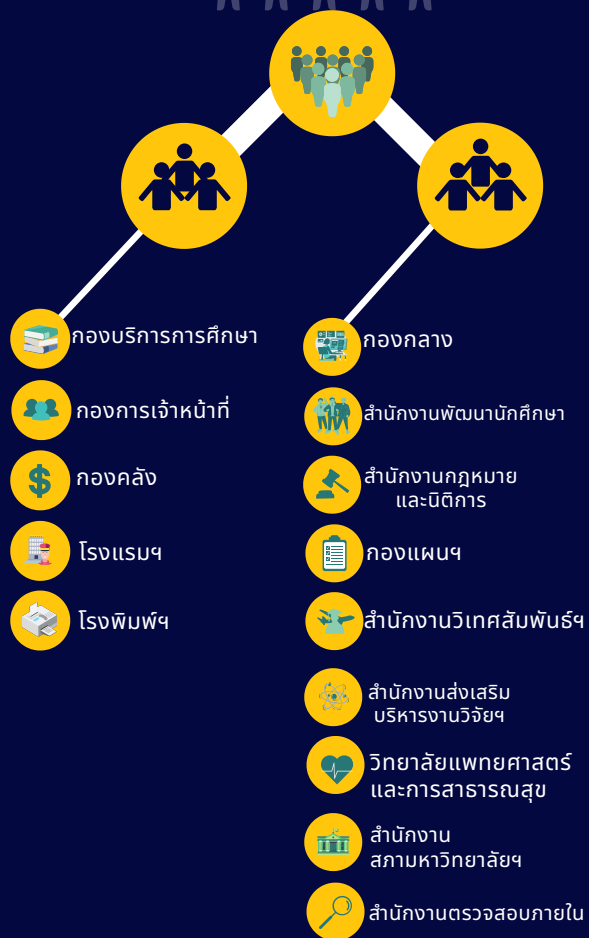 กองบริการการศึกษา
กองการเจ้าหน้าที่
กองคลัง
โรงแรมฯ
โรงพิมพ์ฯ
กองกลาง
สำนักงานพัฒนานักศึกษา
สำนักงานกฎหมาย
และนิติการ
กองแผนฯ
สำนักงานวิเทศสัมพันธ์ฯ
สำนักงานส่งเสริม
บริหารงานวิจัยฯ
วิทยาลัยแพทยศาสตร์
และการสาธารณสุข
สำนักงาน
สภามหาวิทยาลัยฯ
สำนักงานตรวจสอบภายใน